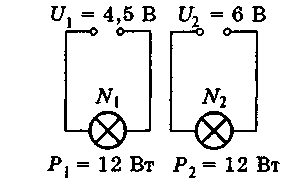 U₁ = 4,5 В U₂ = 6 В
N₁ N₂
P₁ = 12 Вт P₂ = 12 Вт